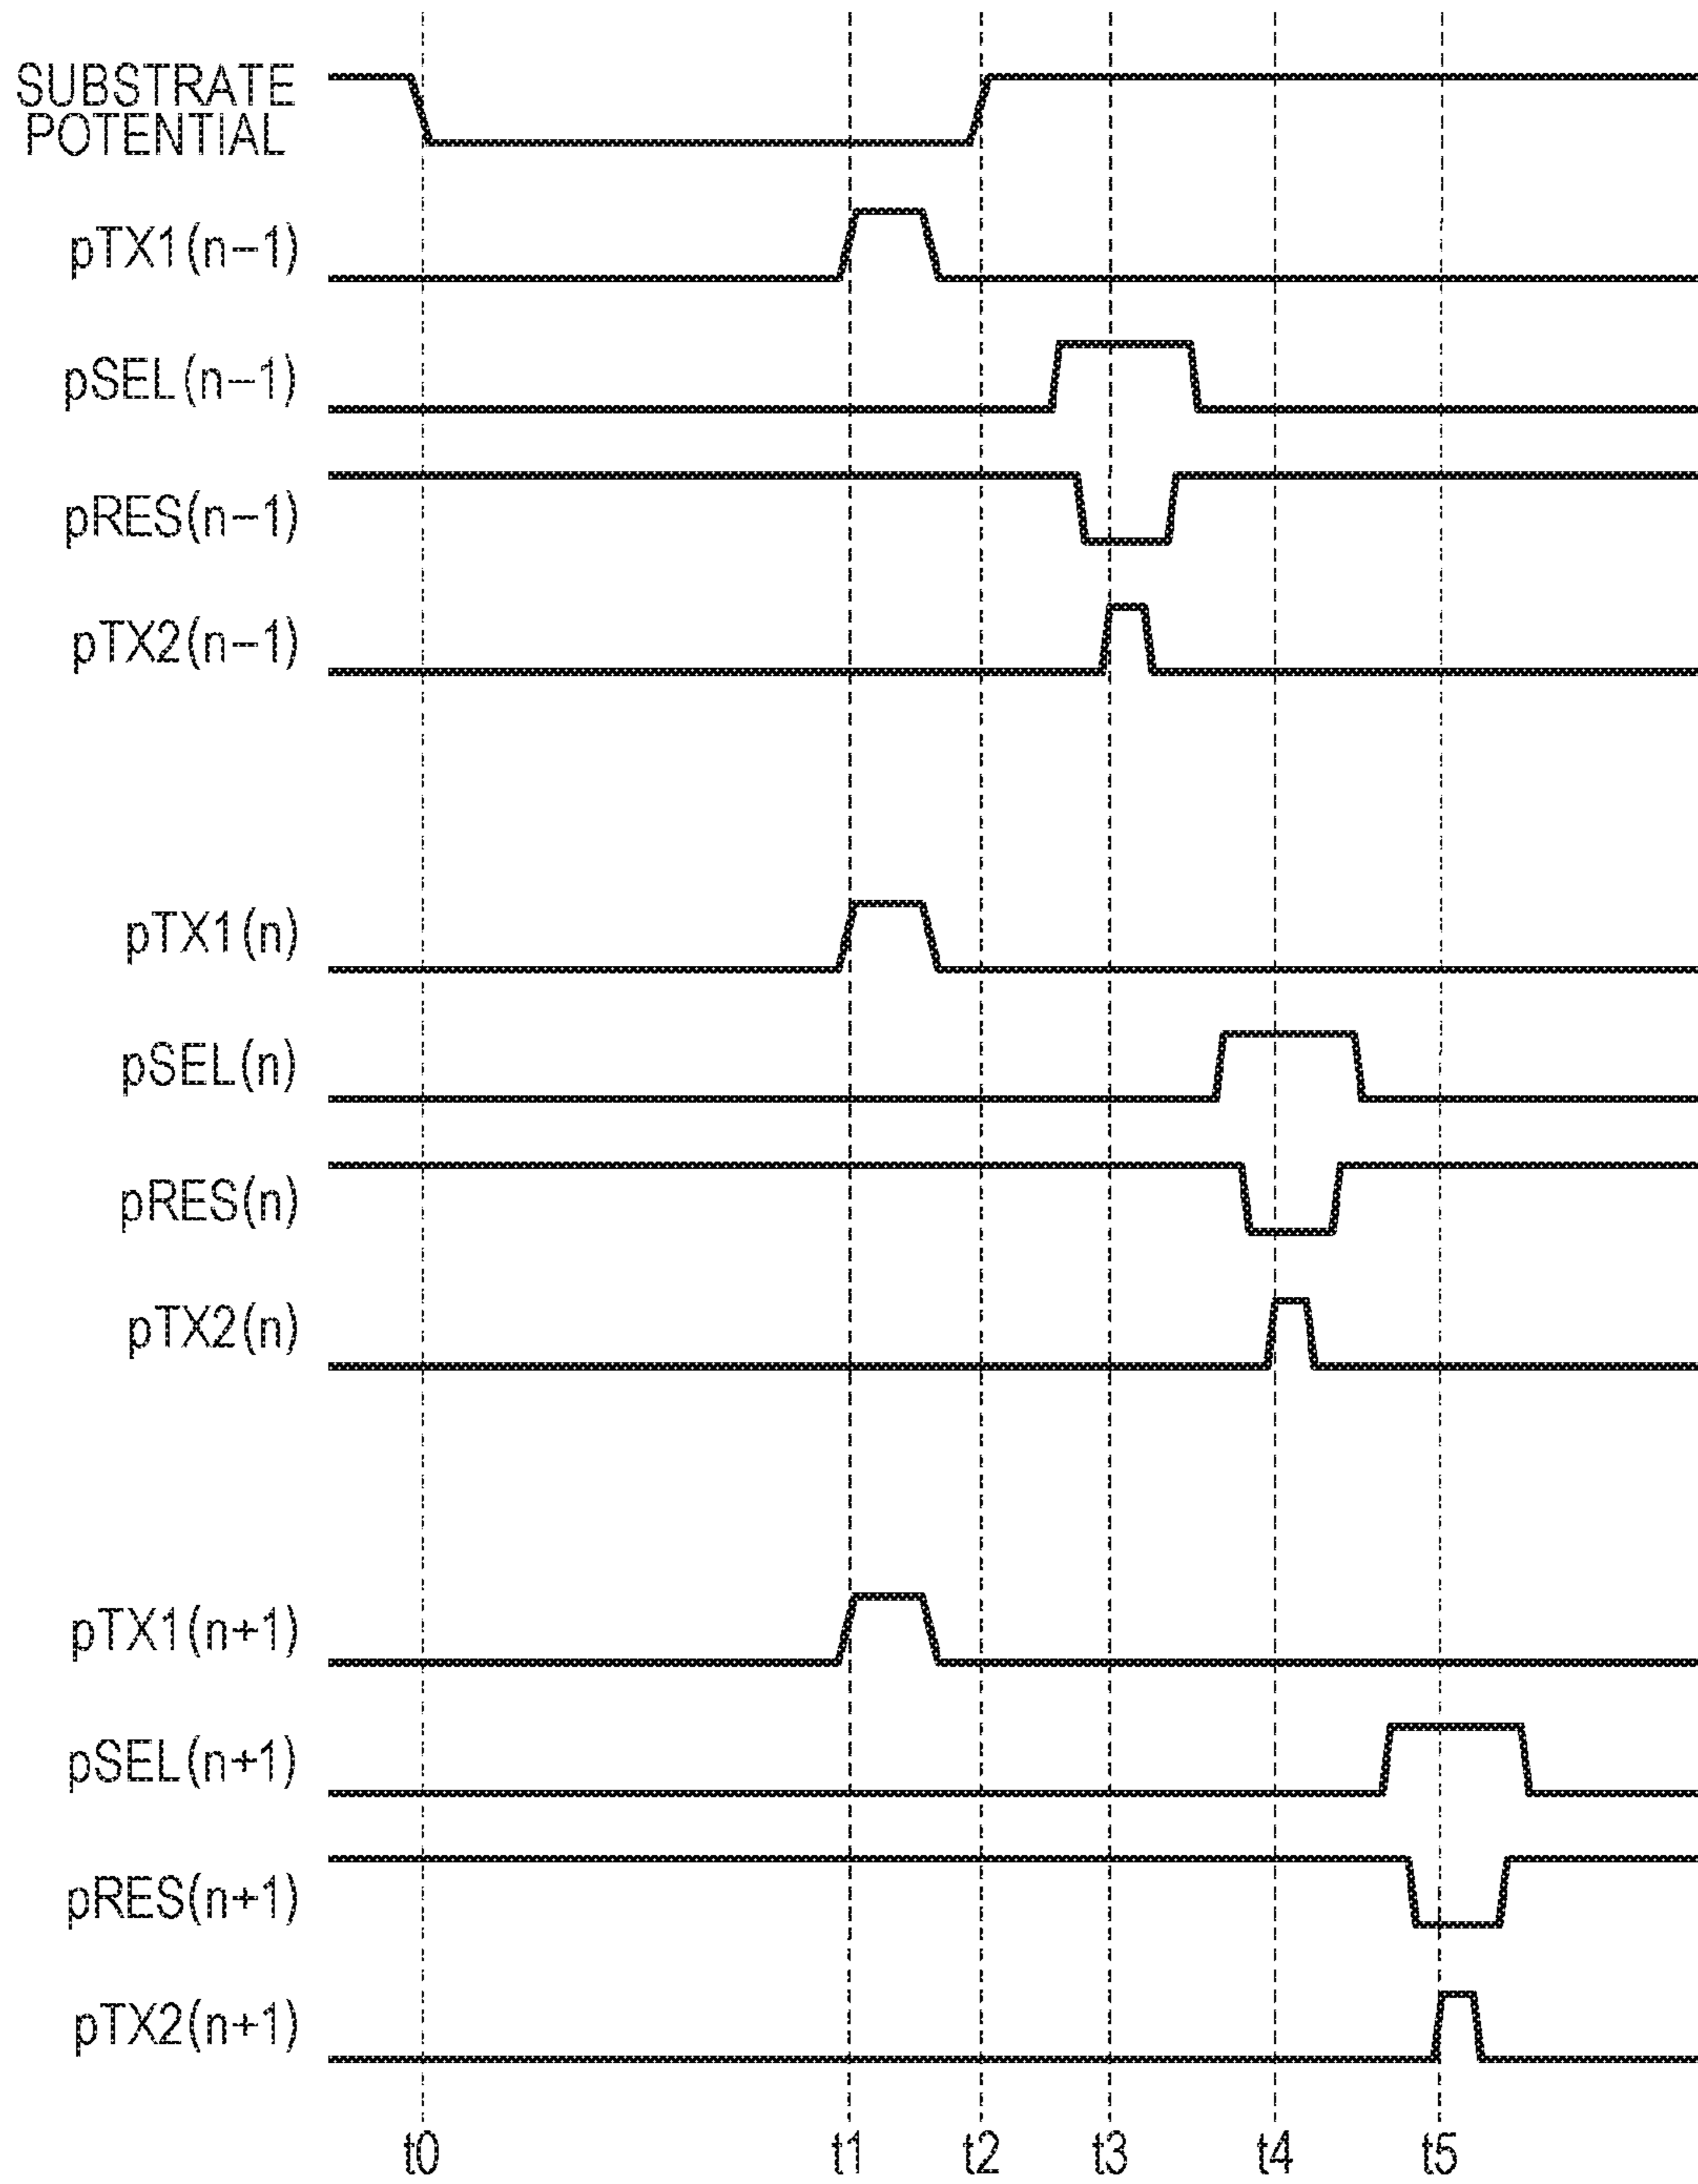 SUBSTRATE
POTENTIAL
pTX1(n−1)
pSEL(n−1)
pRES(n−1)
pTX2(n−1)
pTX1(n)
pSEL(n)
pRES(n)
pTX2(n)
pTX1(n+1)
pSEL(n+1)
pRES(n+1)
pTX2(n+1)
t0 t1 t2 t3 t4 t5